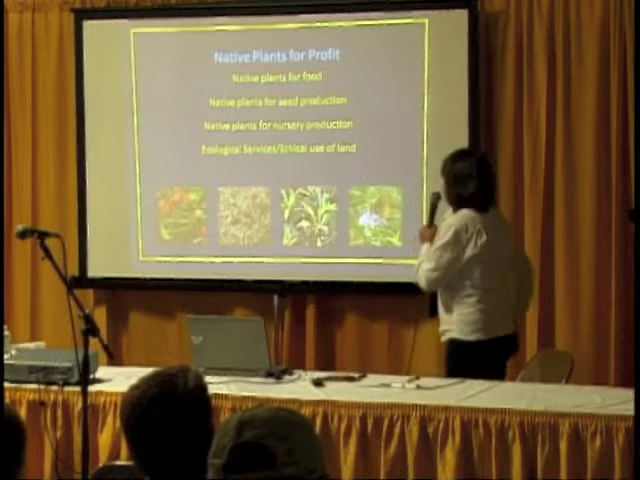 Native Plants for Profit
Native plants for food
Native plants for seed production
Native plants for nursery production
Ecological Services/Ethical use of land